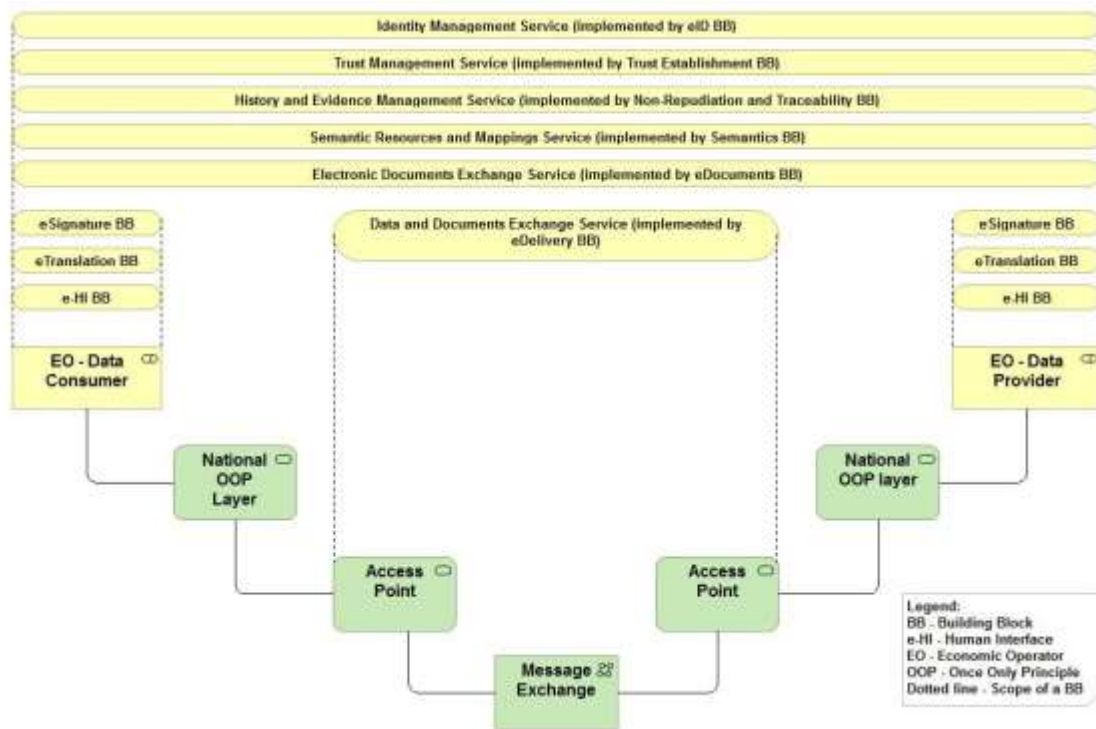 Identity Management Service (implemented by eID BB)
Trust Management Service (implemented by Trust Establishment BB)
History and Evidence Management Service (implemented by Non-Repudiation and Traceability BB)
Semantic Resources and Mappings Service (implemented by Semantics BB)
Electronic Documents Exchange Service (implemented by eDocuments BB)
eSignature BB
eTranslation BB
e-HI BB
Data and Documents Exchange Service (implemented by
eDelivery BB)
eSignature BB
eTranslation BB
e-HI BB
EO - Data
Consumer
EO - Data
Provider
National
OOP
Layer
National
OOP layer
Access
Point
Access
Point
Message
Exchange
Legend:
BB - Building Block
e-HI - Human Interface
EO - Economic Operator
OOP - Once Only Principle
Dotted line - Scope of a BB